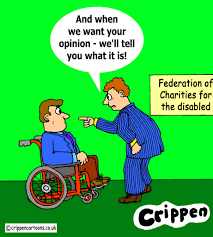 And when
we want your
opinion - we'll tell
you what it is!
Federation of
Charities for
the disabled
Crippen
©crippencartoons.co.uk